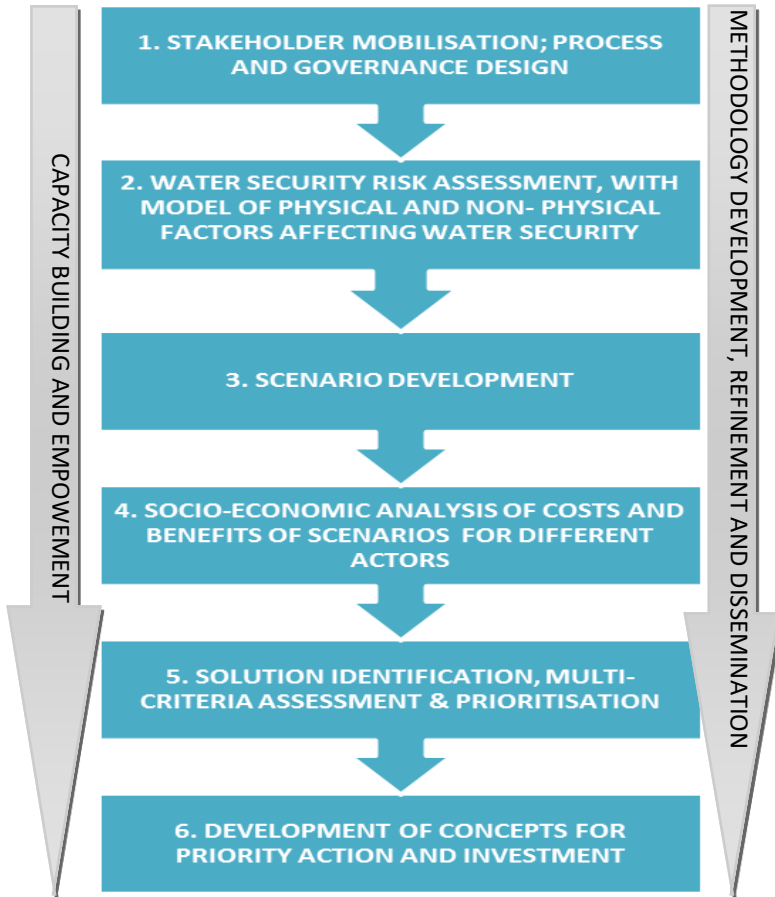 1. STAKEHOLDER MOBILISATION; PROCESS
AND GOVERNANCE DESIGN
2. WATER SECURITY RISK ASSESSMENT, WITH
MODEL OF PHYSICAL AND NON- PHYSICAL
FACTORS AFFECTING WATER SECURITY
3. SCENARIO DEVELOPMENT
4. SOCIO-ECONOMIC ANALYSIS OF COSTS AND
BENEFITS OF SCENARIOS FOR DIFFERENT
ACTORS
5. SOLUTION IDENTIFICATION, MULTI-
CRITERIA ASSESSMENT & PRIORITISATION
6. DEVELOPMENT OF CONCEPTS FOR
PRIORITY ACTION AND INVESTMENT
CAPACITY BUILDING AND EMPOWEMENT
METHODOLOGY DEVELOPMENT, REFINEMENT AND DISSEMINATION